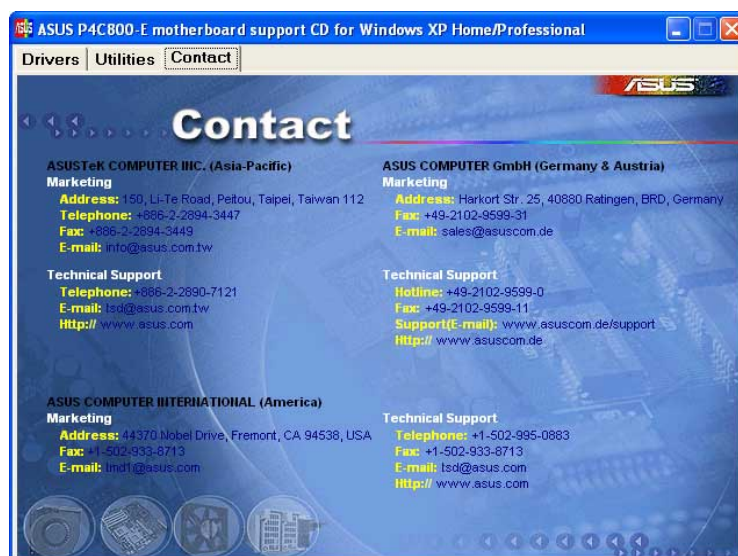 ASUS P4C800-E motherboard support CD for Windows XP Home/Professional
Drivers Utilities Contact
ASUS
Contact
ASUSTeK COMPUTER INC. (Asia-Pacific)
Marketing
Address: 150, Li-Te Road, Peitou, Taipei, Taiwan 112
Telephone: +886-2-2894-3447
Fax: +886-2-2894-3449
E-mail: info@asus.com.tw
Technical Support
Telephone: +886-2-2890-7121
E-mail: tsd@asus.com.tw
Http:// www.asus.com
ASUS COMPUTER GmbH (Germany & Austria)
Marketing
Address: Harkort Str. 25, 40880 Ratingen, BRD, Germany
Fax: +49-2102-9599-31
E-mail: sales@asuscom.de
Technical Support
Hotline: +49-2102-9599-0
Fax: +49-2102-9599-11
Support(E-mail): www.asuscom.de/support
Http:// www.asuscom.de
ASUS COMPUTER INTERNATIONAL (America)
Marketing
Address: 44370 Nobel Drive, Fremont, CA 94538, USA
Fax: +1-502-933-8713
E-mail: tmd1@asus.com
Technical Support
Telephone: +1-502-995-0883
Fax: +1-502-933-8713
E-mail: tsd@asus.com
Http:// www.asus.com